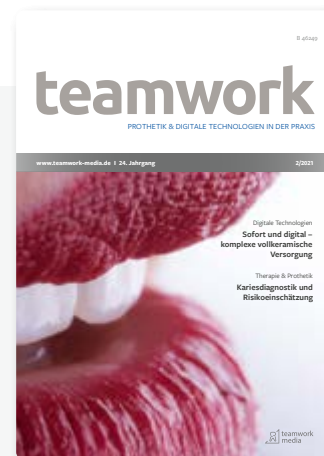 teamwork
PROTHETIK & DIGITALE TECHNOLOGIEN IN DER PRAXIS
www.teamwork-media.de I 24. Jahrgang 2/2021
Digitale Technologien
Sofort und digital –
komplexe vollkeramische
Versorgung
Therapie & Prothetik
Kariesdiagnostik und
Risikoeinschätzung
teamwork
media